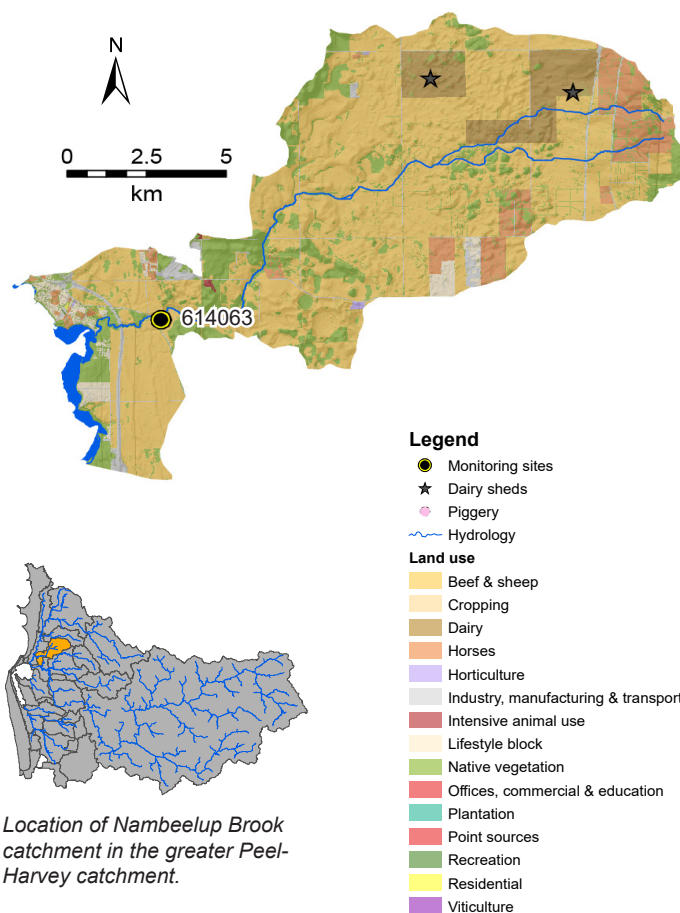 N
0 2.5 5
km
614063
Legend
Monitoring sites
Dairy sheds
Piggery
Hydrology
Land use
Beef & sheep
Cropping
Dairy
Horses
Horticulture
Industry, manufacturing & transport
Intensive animal use
Lifestyle block
Native vegetation
Offices, commercial & education
Plantation
Point sources
Recreation
Residential
Viticulture
Location of Nambeelup Brook
catchment in the greater Peel-
Harvey catchment.